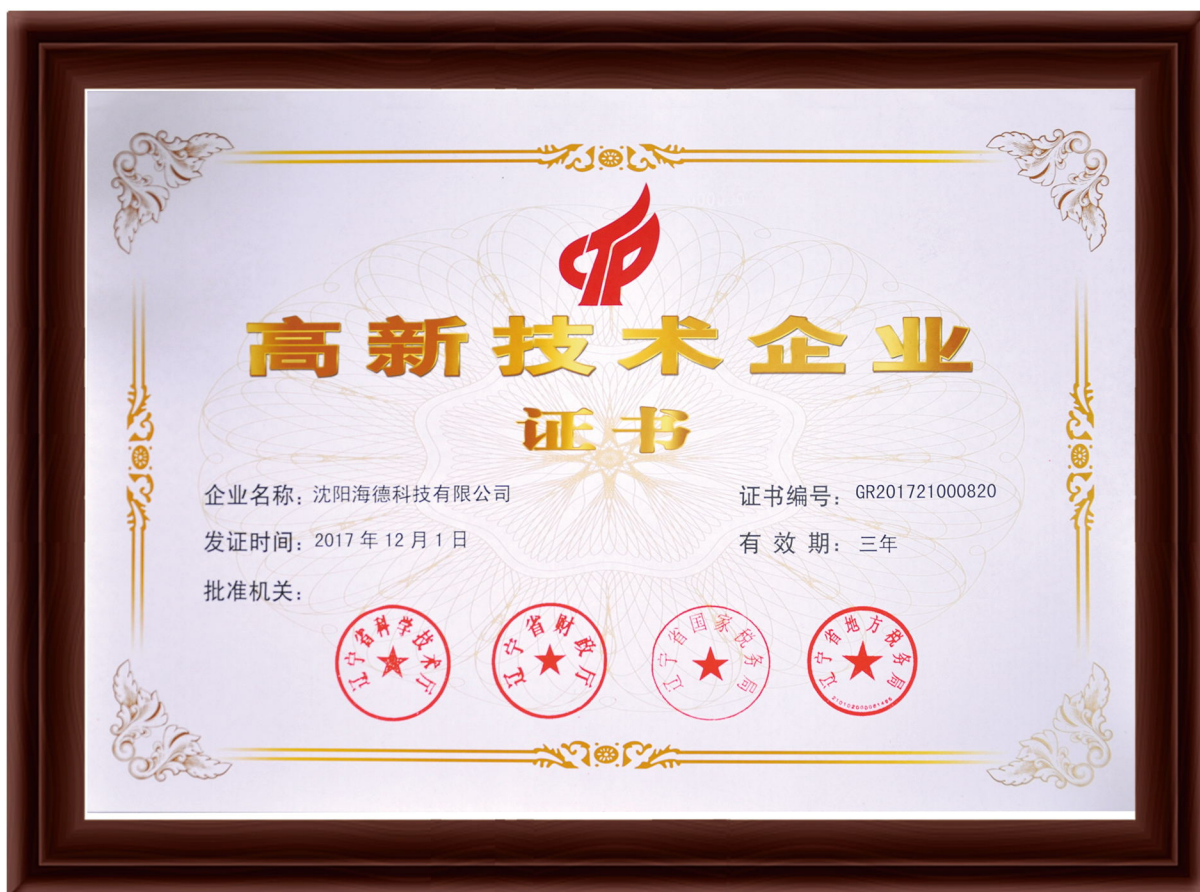 高新技术企业
证书
企业名称：沈阳海德科技有限公司
证书编号：GR201721000820
发证时间：2017年12月1日
有效期：三年
批准机关：
辽宁省科学技术厅
辽宁省财政厅
辽宁省国家税务局
辽宁省地方税务局